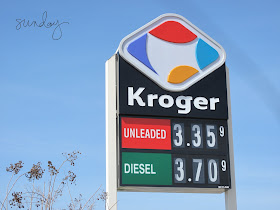 sunday
Kroger
UNLEADED 3.35 9
DIESEL 3.70 9